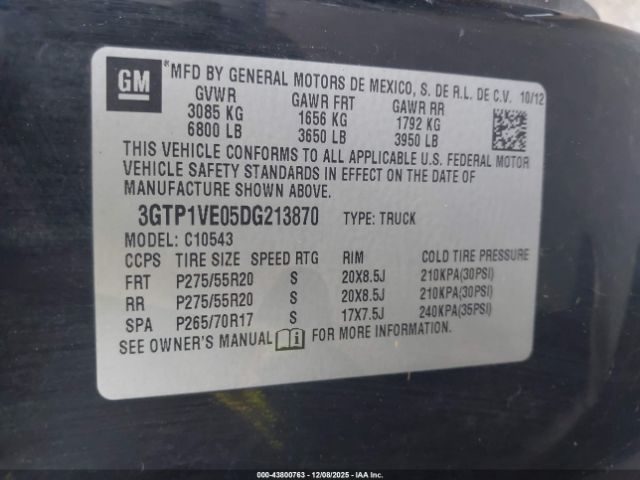 GM
*MFD BY GENERAL MOTORS DE MEXICO, S. DE R.L. DE C.V. 10/12
GVWR GAWR FRT GAWR RR
3085 KG 1656 KG 1792 KG
6800 LB 3650 LB 3950 LB
THIS VEHICLE CONFORMS TO ALL APPLICABLE U.S. FEDERAL MOTOR
VEHICLE SAFETY STANDARDS IN EFFECT ON THE DATE OF
MANUFACTURE SHOWN ABOVE.
3GTP1VE05DG213870 TYPE: TRUCK
MODEL: C10543
CCPS TIRE SIZE SPEED RTG RIM COLD TIRE PRESSURE
FRT P275/55R20 S 20X8.5J 210KPA(30PSI)
RR P275/55R20 S 20X8.5J 210KPA(30PSI)
SPA P265/70R17 S 17X7.5J 240KPA(35PSI)
SEE OWNER'S MANUAL FOR MORE INFORMATION.
000-43800763 - 12/08/2025 - IAA Inc.